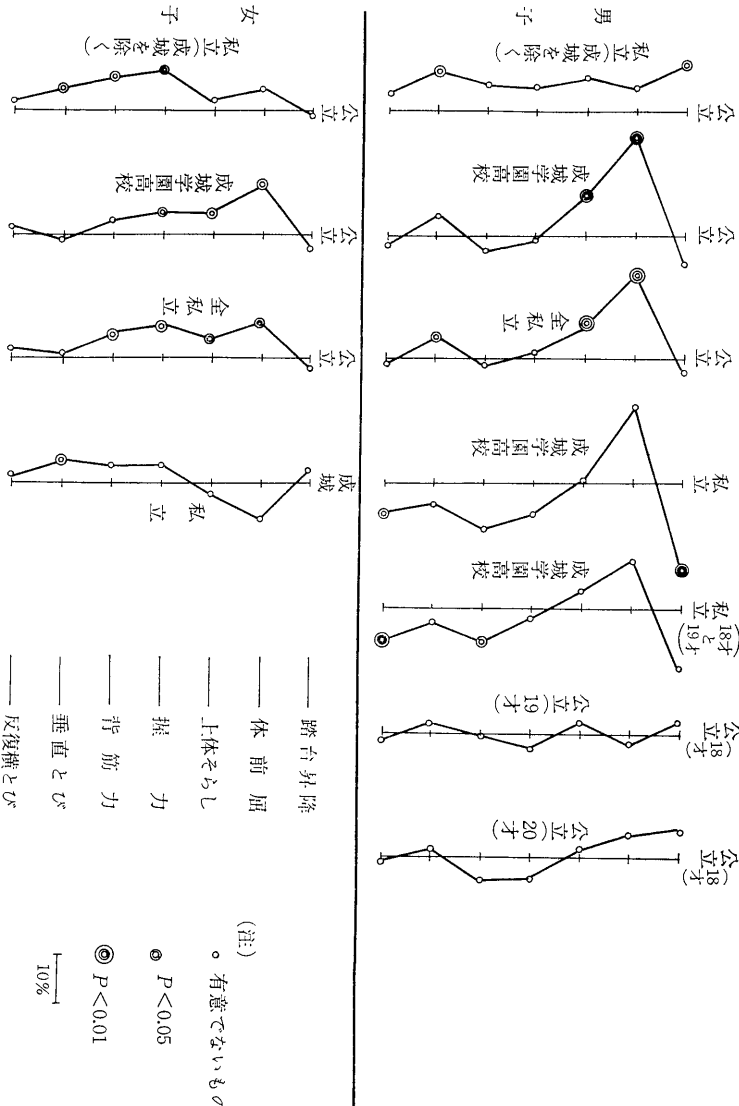 男子
私立(成城を除く)
公立
成城学園高校
公立
全私立
公立
成城学園高校
私立
成城学園高校
私立(18才と19才)
公立(19才)
公立(18才)
公立(20才)
公立(18才)
女子
私立(成城を除く)
公立
成城学園高校
公立
全私立
公立
成城
私立
踏台昇降
体前屈
上体そらし
握力
背筋力
垂直とび
反復横とび
(注)
有意でないもの
P<0.05
P<0.01
10%